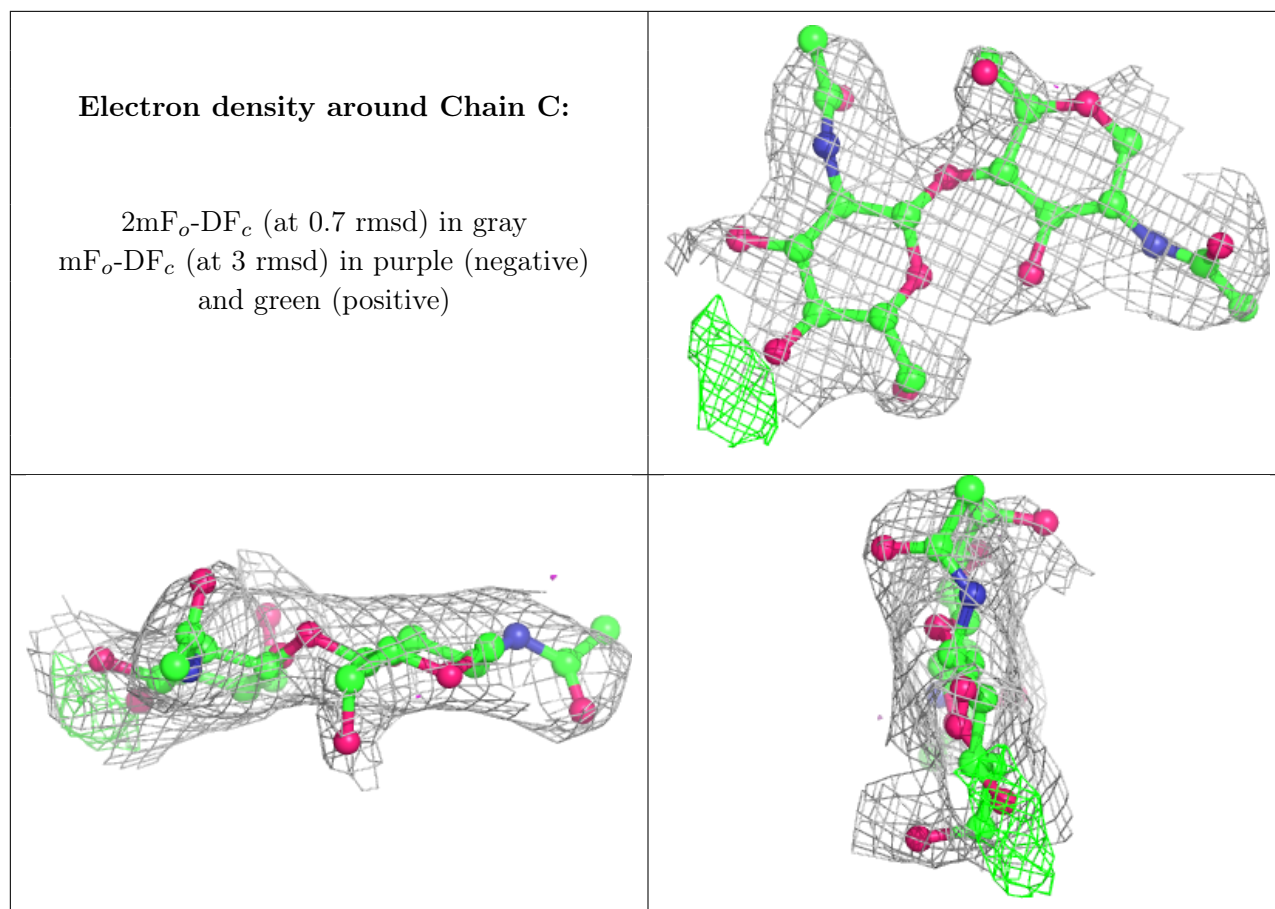 Electron density around Chain C:
2mFo-DFc (at 0.7 rmsd) in gray
mFo-DFc (at 3 rmsd) in purple (negative)
and green (positive)